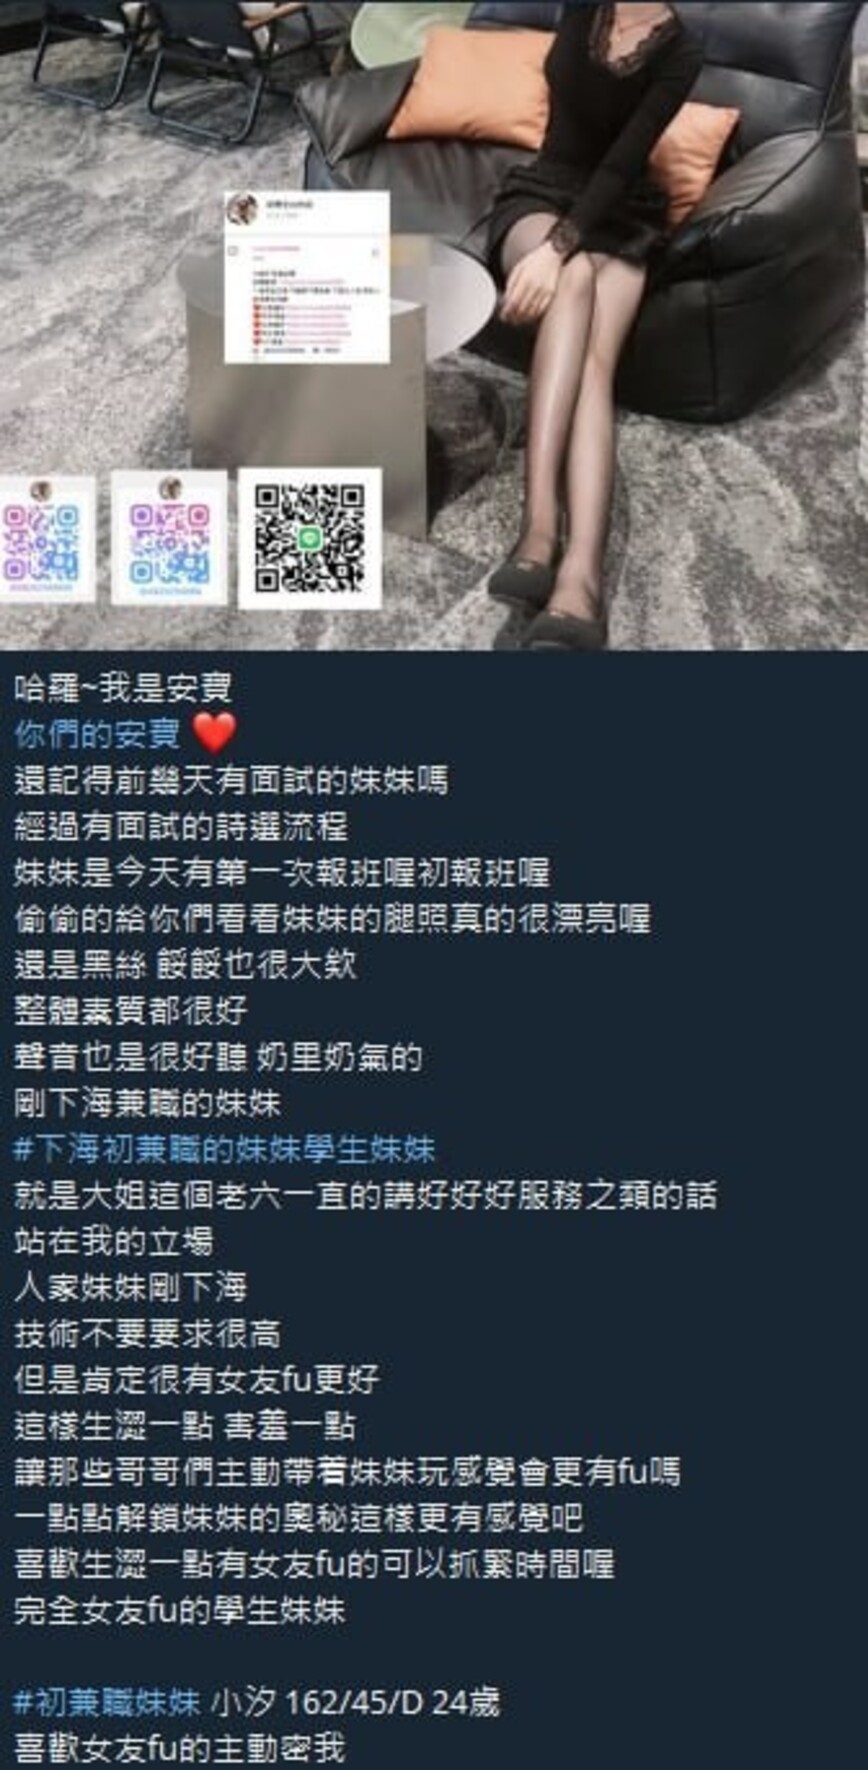 哈羅~我是安寶
你們的安寶 ❤️
還記得前幾天有面試的妹妹嗎
經過有面試的詩選流程
妹妹是今天有第一次報班喔初報班喔
偷偷的給你們看看妹妹的腿照真的很漂亮喔
還是黑絲 餒餒也很大欸
整體素質都很好
聲音也是很好聽 奶里奶氣的
剛下海兼職的妹妹
#下海初兼職的妹妹學生妹妹
就是大姐這個老六一直的講好好好服務之類的話
站在我的立場
人家妹妹剛下海
技術不要要求很高
但是肯定很有女友fu更好
這樣生澀一點 害羞一點
讓那些哥哥們主動帶着妹妹玩感覺會更有fu嗎
一點點解鎖妹妹的奧秘這樣更有感覺吧
喜歡生澀一點有女友fu的可以抓緊時間喔
完全女友fu的學生妹妹
#初兼職妹妹 小汐 162/45/D 24歲
喜歡女友fu的主動密我